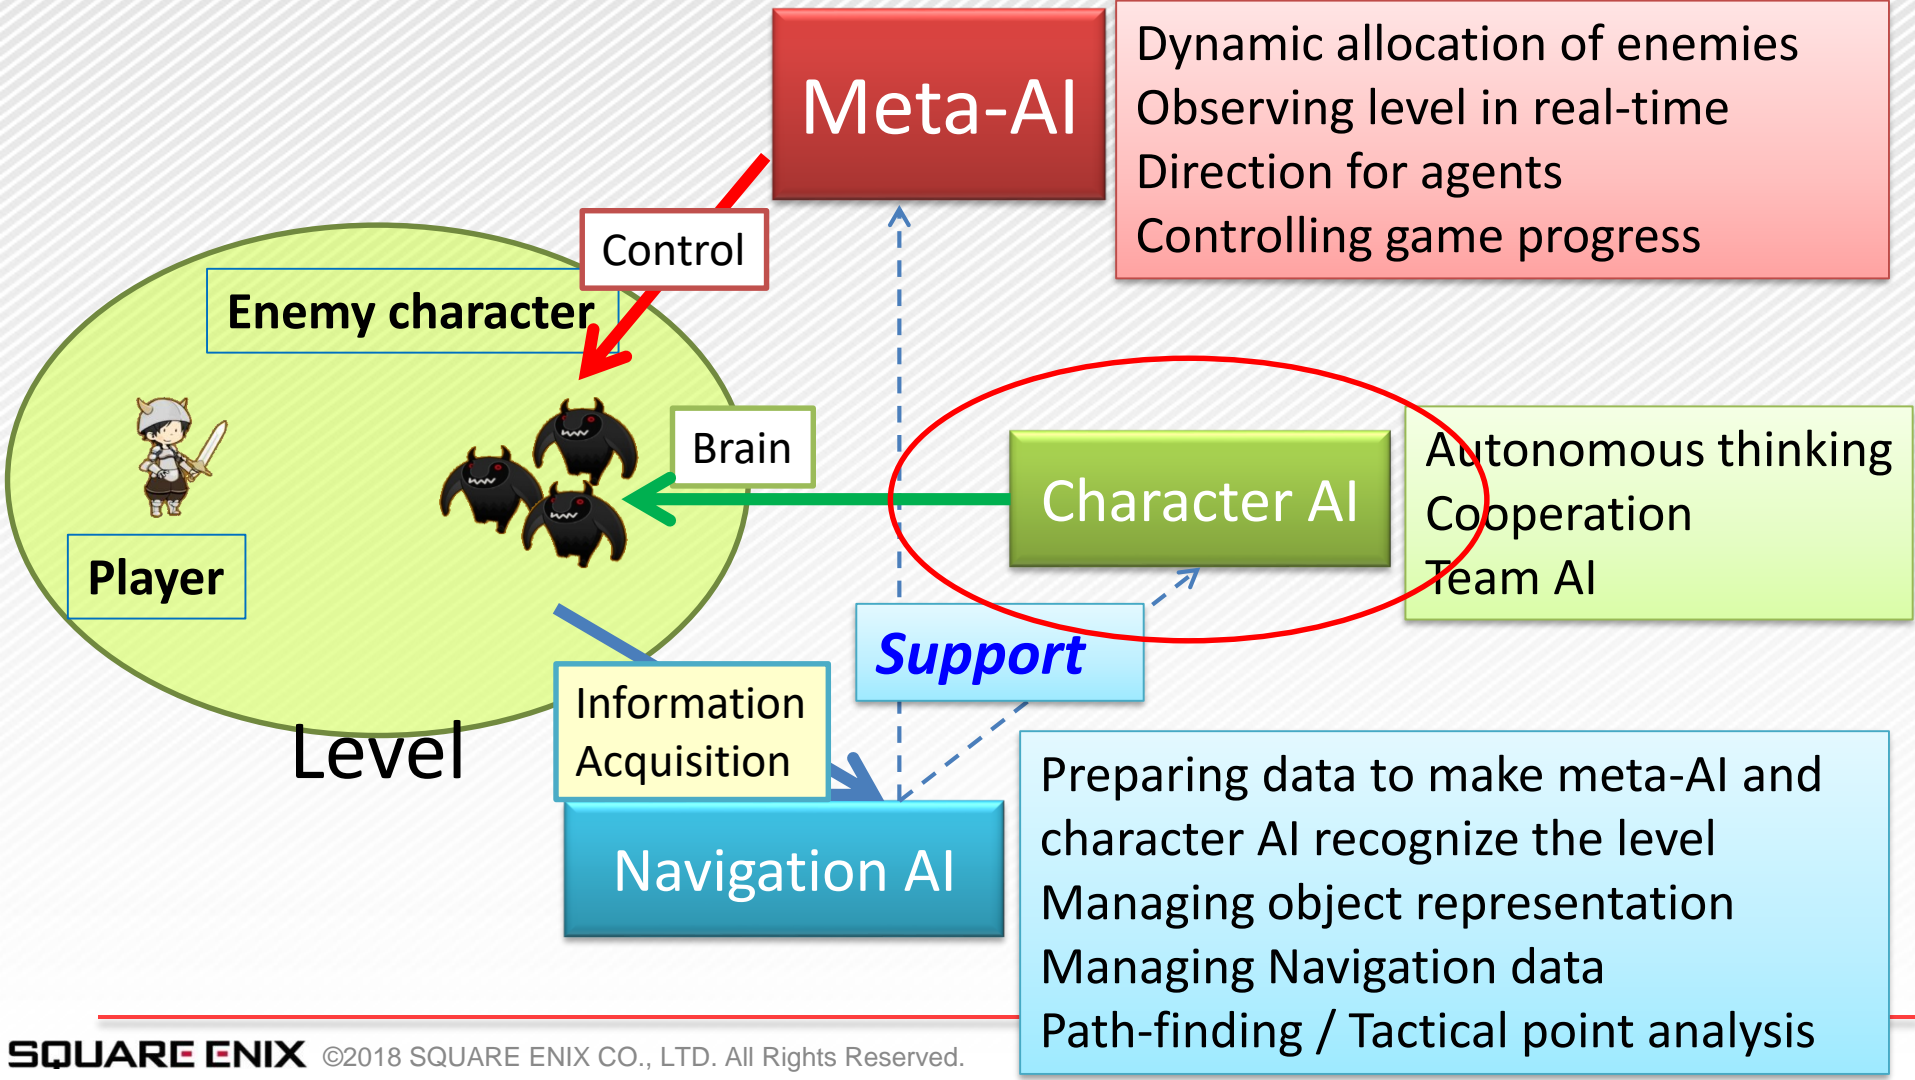 Meta-AI
Dynamic allocation of enemies
Observing level in real-time
Direction for agents
Controlling game progress
Control
Enemy character
Brain
Character AI
Autonomous thinking
Cooperation
Team AI
Player
Support
Level
Information
Acquisition
Navigation AI
Preparing data to make meta-AI and
character AI recognize the level
Managing object representation
Managing Navigation data
Path-finding / Tactical point analysis
SQUARE ENIX ©2018 SQUARE ENIX CO., LTD. All Rights Reserved.